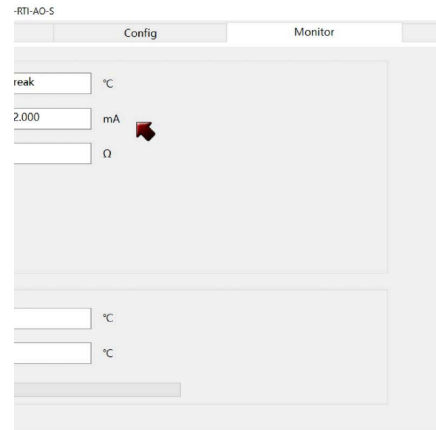 -RTI-AO-S
Config Monitor
reak °C
2.000 mA
Ω
°C
°C